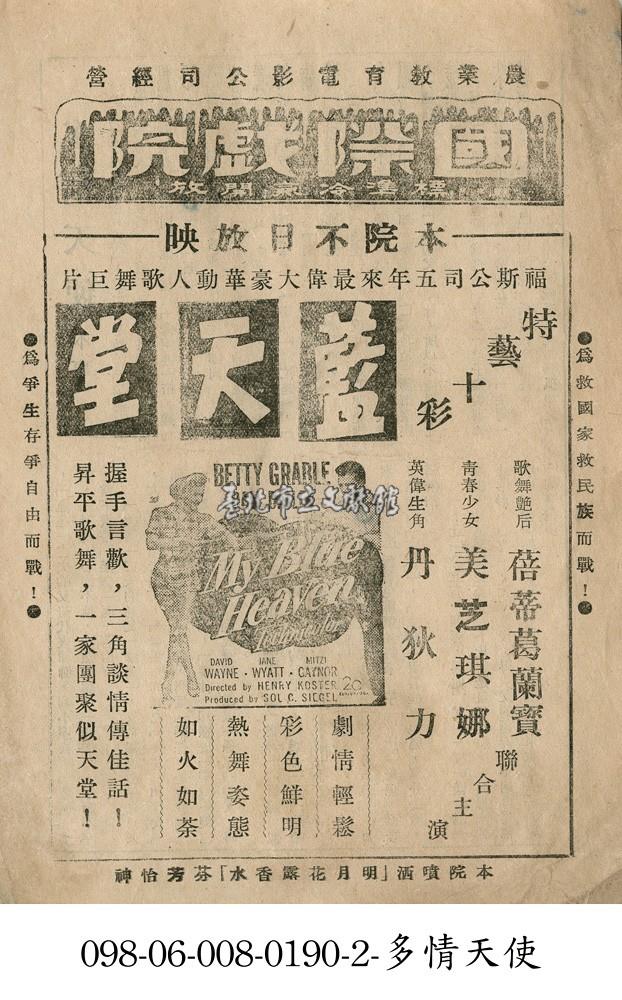 農業教育電影公司經營
國際戲院
標準冷氣開放
本院不日放映
福斯公司五年來最偉大豪華動人歌舞巨片
特藝十彩
藍天堂
為救國家救民族而戰！
歌舞艷后 蓓蒂葛蘭寶
青春少女 美芝琪娜
英偉生角 丹狄力
聯合主演
BETTY GRABLE
My Blue Heaven
Technicolor
DAVID WAYNE · JANE WYATT · MITZI GAYNOR
Directed by HENRY KOSTER
Produced by SOL C. SIEGEL
20
臺北市立文獻館
握手言歡，三角談情傳佳話！
昇平歌舞，一家團聚似天堂！
劇情輕鬆
彩色鮮明
熱舞姿態
如火如荼
為爭生存爭自由而戰！
本院噴洒「明月花露香水」芬芳怡神
098-06-008-0190-2-多情天使